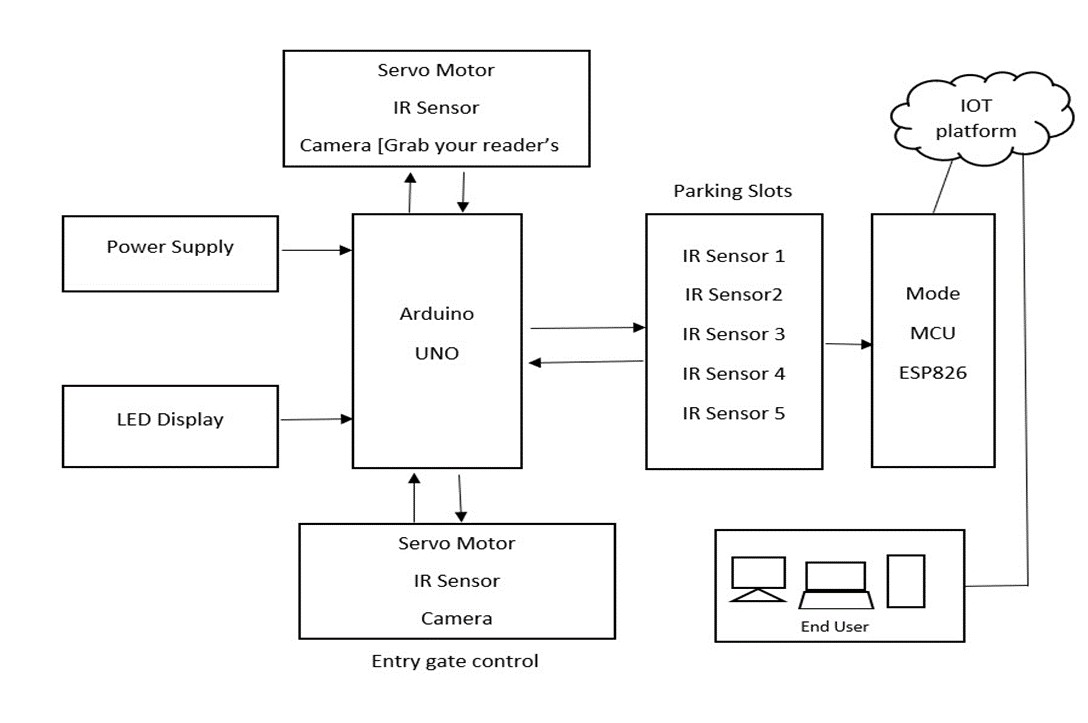 Servo Motor
IR Sensor
Camera [Grab your reader’s
IOT
platform
Parking Slots
Power Supply
Arduino
UNO
IR Sensor 1
IR Sensor2
IR Sensor 3
IR Sensor 4
IR Sensor 5
Mode
MCU
ESP826
LED Display
Servo Motor
IR Sensor
Camera
Entry gate control
End User